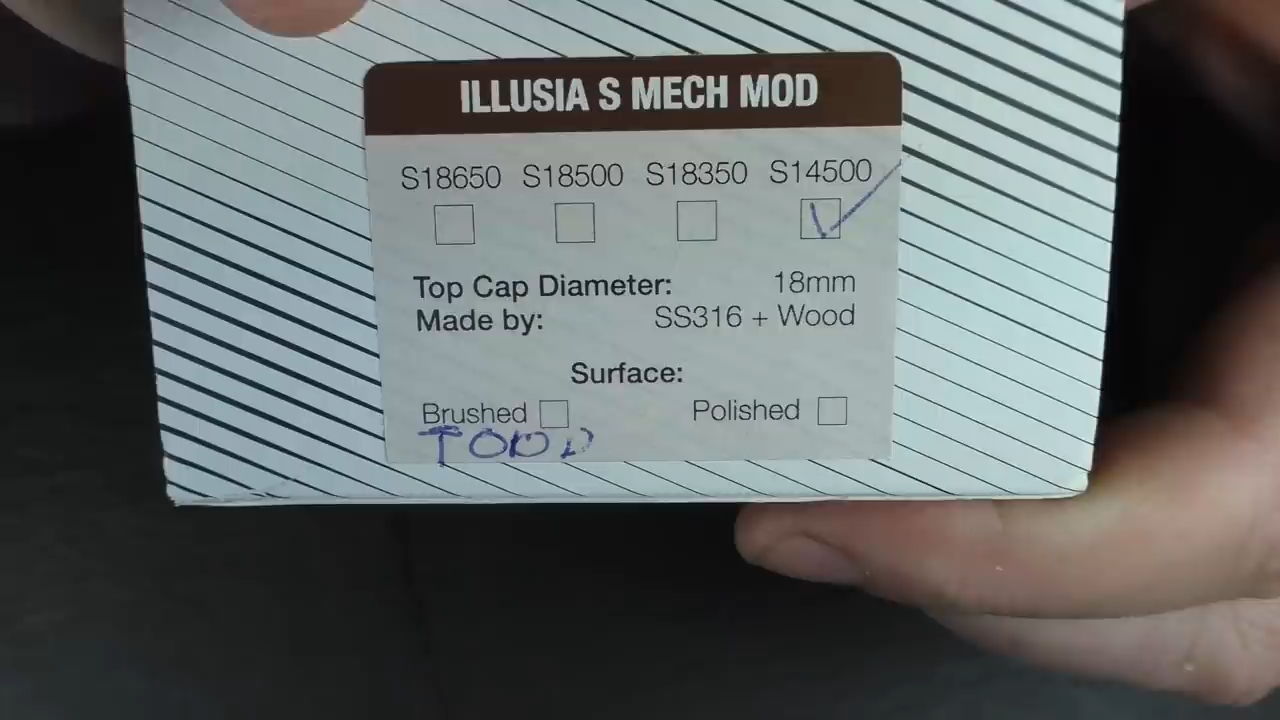 ILLUSIA S MECH MOD
S18650 S18500 S18350 S14500
Top Cap Diameter: 18mm
Made by: SS316 + Wood
Surface:
Brushed Polished
TODD